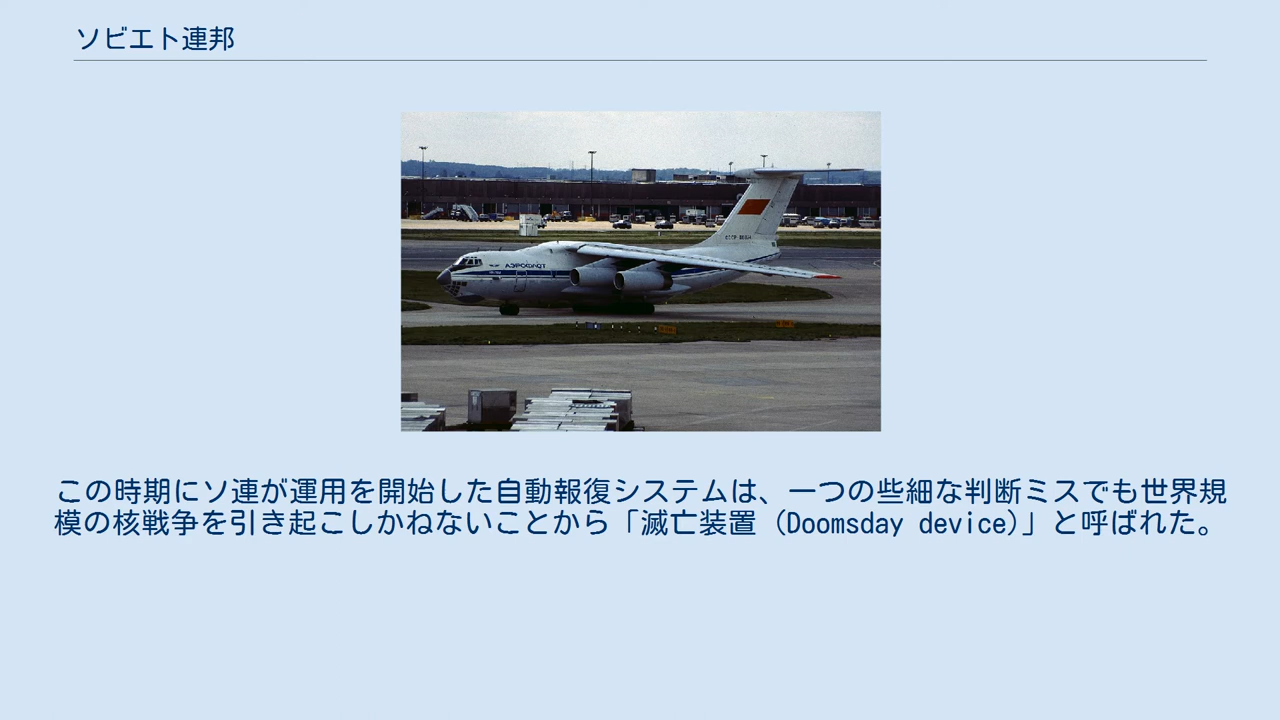 ソビエト連邦
АЭРОФЛОТ
この時期にソ連が運用を開始した自動報復システムは、一つの些細な判断ミスでも世界規
模の核戦争を引き起こしかねないことから「滅亡装置（Doomsday device）」と呼ばれた。